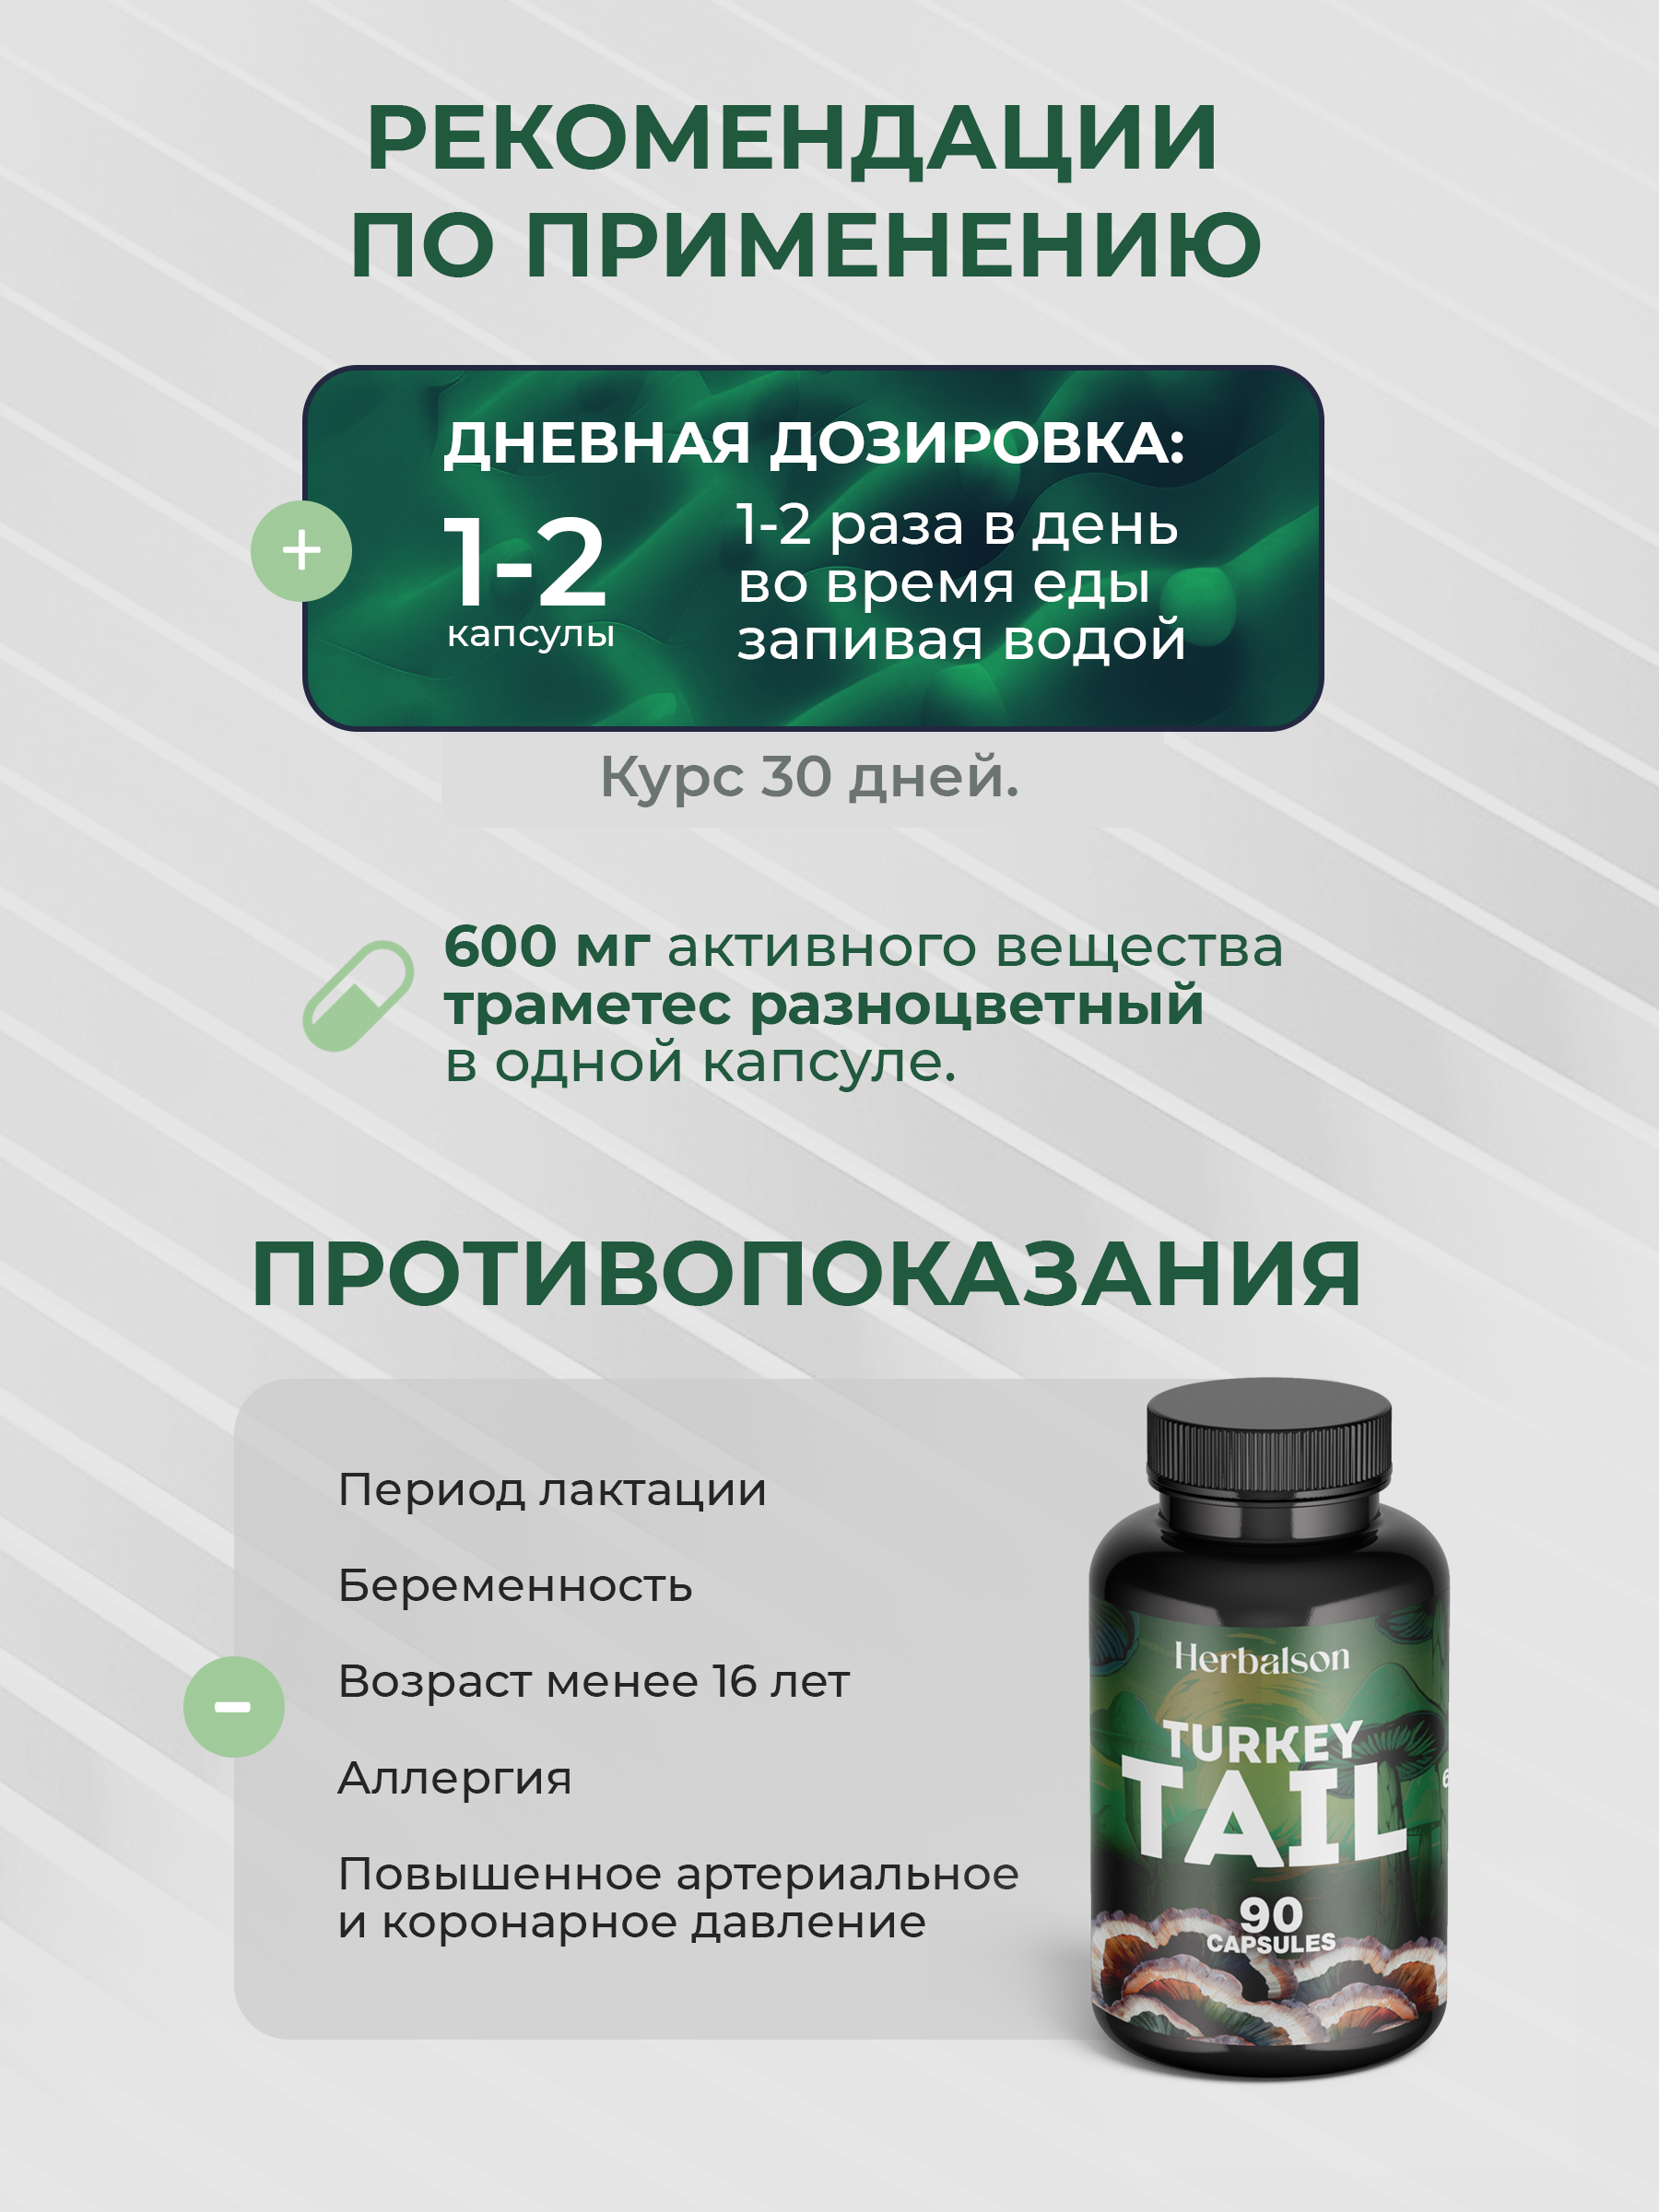 РЕКОМЕНДАЦИИ
ПО ПРИМЕНЕНИЮ
ДНЕВНАЯ ДОЗИРОВКА:
+
1-2
капсулы
1-2 раза в день
во время еды
запивая водой
Курс 30 дней.
600 мг активного вещества
траметес разноцветный
в одной капсуле.
ПРОТИВОПОКАЗАНИЯ
Период лактации
Беременность
Возраст менее 16 лет
Аллергия
Повышенное артериальное
и коронарное давление
Herbalson
TURKEY
TAIL
90
CAPSULES